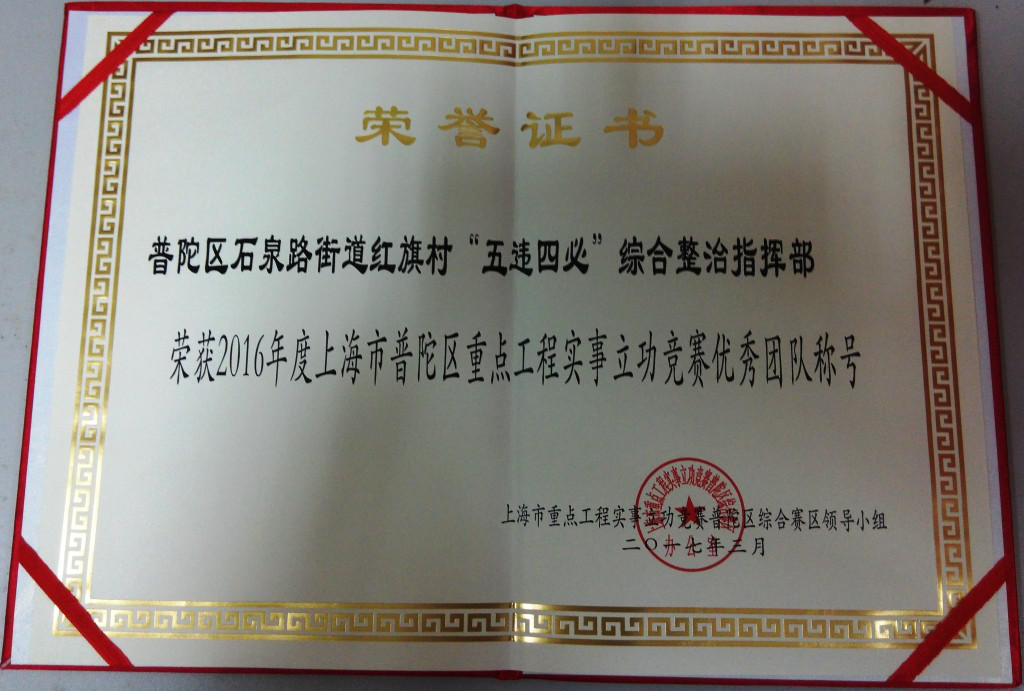 荣誉证书
普陀区石泉路街道红旗村“五违四必”综合整治指挥部
荣获2016年度上海市普陀区重点工程实事立功竞赛优秀团队称号
上海市重点工程实事立功竞赛普陀区综合赛区领导小组
二〇一七年三月
办公室